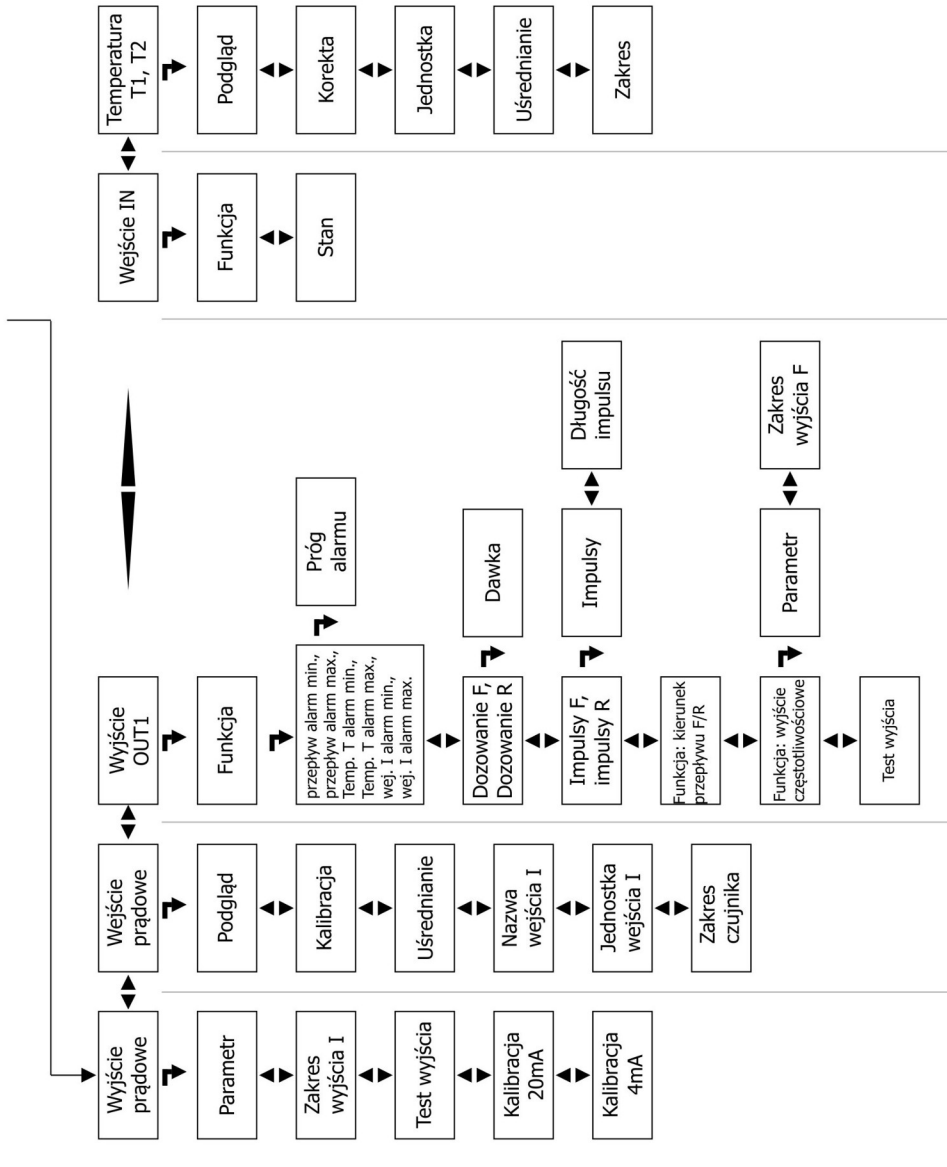 Wyjście
prądowe
Parametr
Zakres
wyjścia I
Test wyjścia
Kalibracja
20mA
Kalibracja
4mA
Wejście
prądowe
Podgląd
Kalibracja
Uśrednianie
Nazwa
wejścia I
Jednostka
wejścia I
Zakres
czujnika
Wyjście
OUT1
Funkcja
przepływ alarm min.,
przepływ alarm max.,
Temp. T alarm min.,
Temp. T alarm max.,
wej. I alarm min.,
wej. I alarm max.
Próg
alarmu
Dozowanie F,
Dozowanie R
Dawka
Impulsy F,
impulsy R
Impulsy
Długość
impulsu
Funkcja: kierunek
przepływu F/R
Funkcja: wyjście
częstotliwościowe
Parametr
Zakres
wyjścia F
Test wyjścia
Wejście IN
Funkcja
Stan
Temperatura
T1, T2
Podgląd
Korekta
Jednostka
Uśrednianie
Zakres